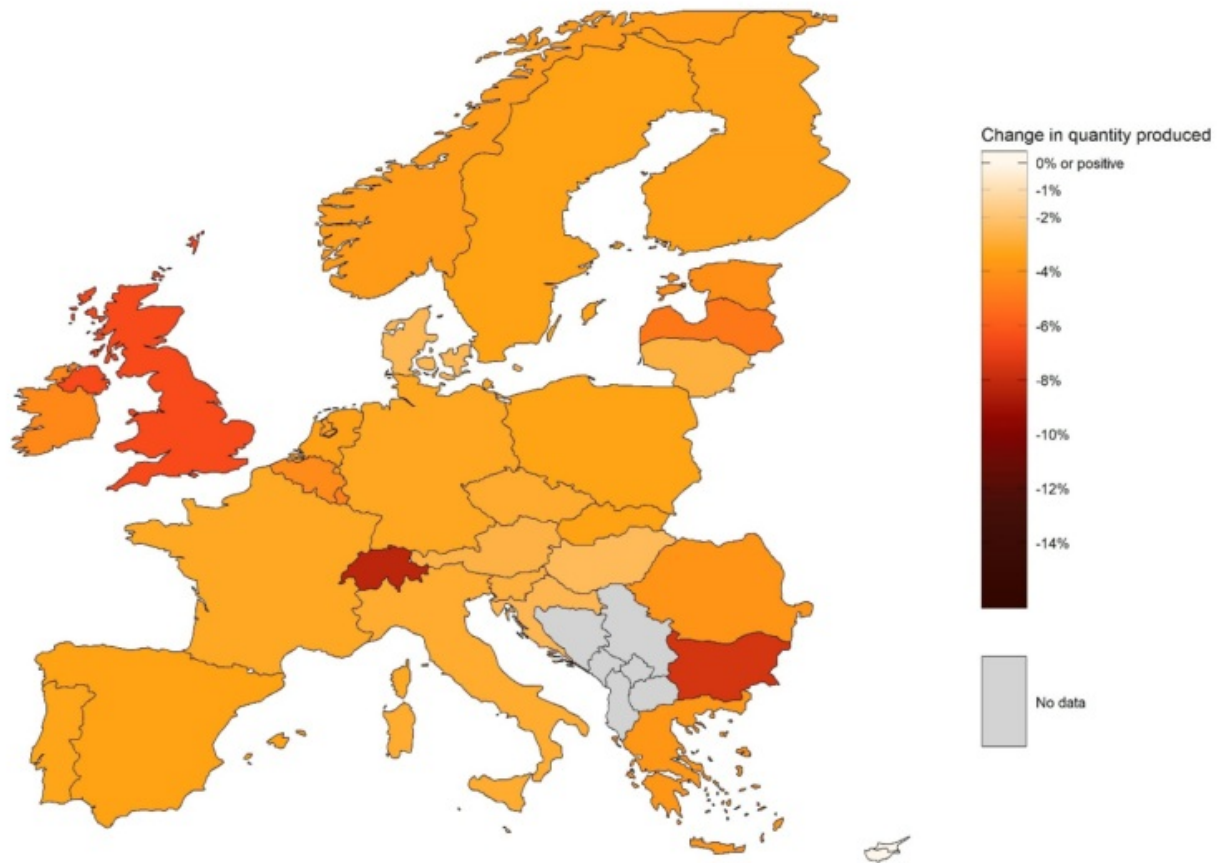 Change in quantity produced
0% or positive
-1%
-2%
-4%
-6%
-8%
-10%
-12%
-14%
No data